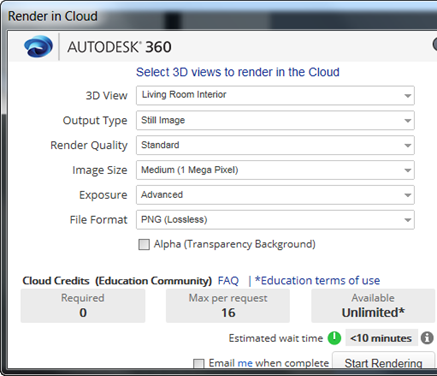 Render in Cloud
AUTODESK® 360
Select 3D views to render in the Cloud
3D View Living Room Interior
Output Type Still Image
Render Quality Standard
Image Size Medium (1 Mega Pixel)
Exposure Advanced
File Format PNG (Lossless)
Alpha (Transparency Background)
Cloud Credits (Education Community) FAQ | *Education terms of use
Required Max per request Available
0 16 Unlimited*
Estimated wait time <10 minutes
Email me when complete Start Rendering